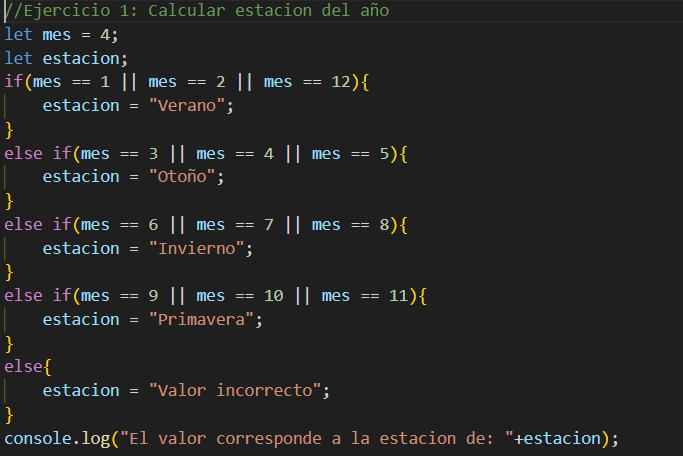 //Ejercicio 1: Calcular estacion del año
let mes = 4;
let estacion;
if(mes == 1 || mes == 2 || mes == 12){
    estacion = "Verano";
}
else if(mes == 3 || mes == 4 || mes == 5){
    estacion = "Otoño";
}
else if(mes == 6 || mes == 7 || mes == 8){
    estacion = "Invierno";
}
else if(mes == 9 || mes == 10 || mes == 11){
    estacion = "Primavera";
}
else{
    estacion = "Valor incorrecto";
}
console.log("El valor corresponde a la estacion de: "+estacion);